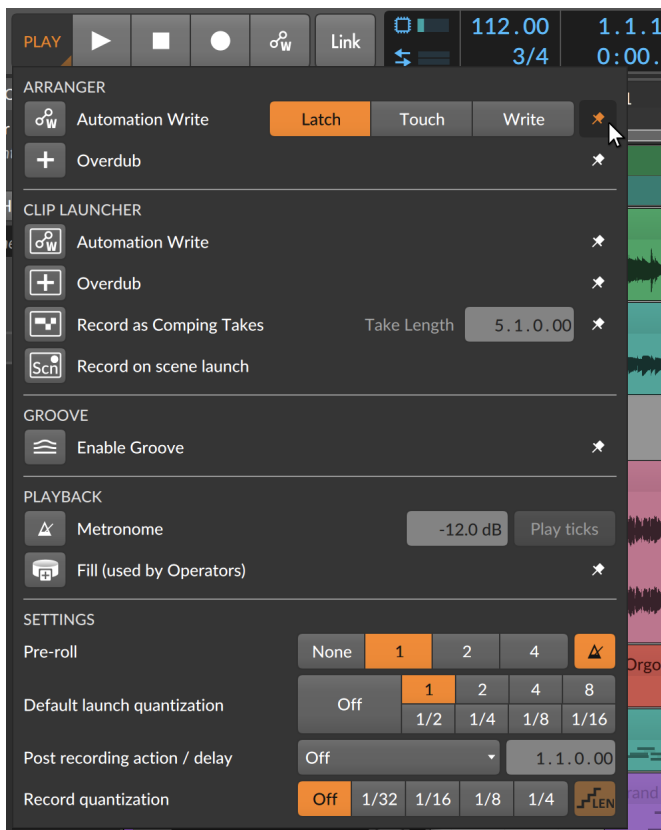 PLAY W Link 112.00 1.1.1
3/4 0:00.
ARRANGER
W Automation Write Latch Touch Write
Overdub
CLIP LAUNCHER
W Automation Write
Overdub
Record as Comping Takes Take Length 5.1.0.00
Scn Record on scene launch
GROOVE
Enable Groove
PLAYBACK
Metronome -12.0 dB Play ticks
Fill (used by Operators)
SETTINGS
Pre-roll None 1 2 4
Default launch quantization Off 1 2 4 8
1/2 1/4 1/8 1/16
Post recording action / delay Off 1.1.0.00
Record quantization Off 1/32 1/16 1/8 1/4 LEN